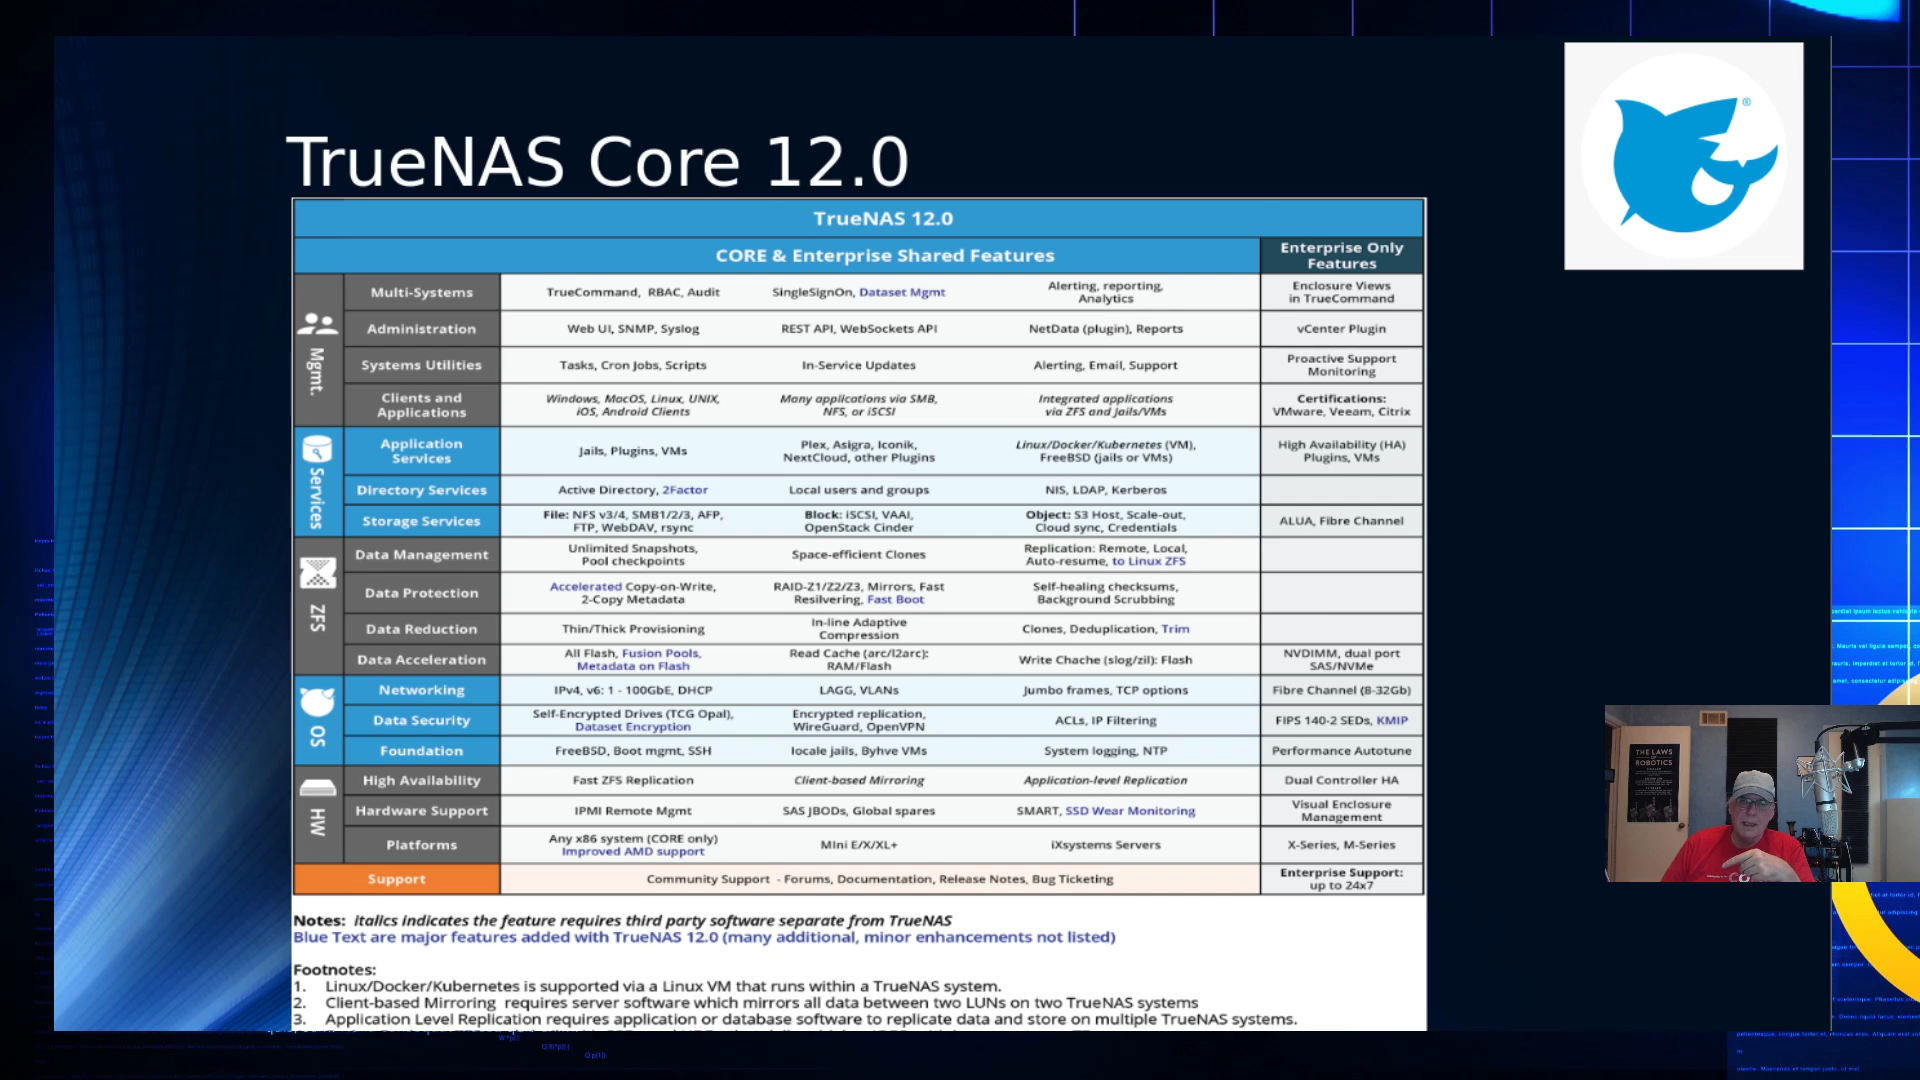 TrueNAS Core 12.0
®
TrueNAS 12.0
CORE & Enterprise Shared Features
Enterprise Only
Features
Mgmt.
Multi-Systems
TrueCommand, RBAC, Audit
SingleSignOn, Dataset Mgmt
Alerting, reporting,
Analytics
Enclosure Views
in TrueCommand
Administration
Web UI, SNMP, Syslog
REST API, WebSockets API
NetData (plugin), Reports
vCenter Plugin
Systems Utilities
Tasks, Cron Jobs, Scripts
In-Service Updates
Alerting, Email, Support
Proactive Support
Monitoring
Clients and
Applications
Windows, MacOS, Linux, UNIX,
iOS, Android Clients
Many applications via SMB,
NFS, or iSCSI
Integrated applications
via ZFS and Jails/VMs
Certifications:
VMware, Veeam, Citrix
Services
Application
Services
Jails, Plugins, VMs
Plex, Asigra, Iconik,
NextCloud, other Plugins
Linux/Docker/Kubernetes (VM),
FreeBSD (jails or VMs)
High Availability (HA)
Plugins, VMs
Directory Services
Active Directory, 2Factor
Local users and groups
NIS, LDAP, Kerberos
Storage Services
File: NFS v3/4, SMB1/2/3, AFP,
FTP, WebDAV, rsync
Block: iSCSI, VAAI,
OpenStack Cinder
Object: S3 Host, Scale-out,
Cloud sync, Credentials
ALUA, Fibre Channel
ZFS
Data Management
Unlimited Snapshots,
Pool checkpoints
Space-efficient Clones
Replication: Remote, Local,
Auto-resume, to Linux ZFS
Data Protection
Accelerated Copy-on-Write,
2-Copy Metadata
RAID-Z1/Z2/Z3, Mirrors, Fast
Resilvering, Fast Boot
Self-healing checksums,
Background Scrubbing
Data Reduction
Thin/Thick Provisioning
In-line Adaptive
Compression
Clones, Deduplication, Trim
Data Acceleration
All Flash, Fusion Pools,
Metadata on Flash
Read Cache (arc/l2arc):
RAM/Flash
Write Chache (slog/zil): Flash
NVDIMM, dual port
SAS/NVMe
OS
Networking
IPv4, v6: 1 - 100GbE, DHCP
LAGG, VLANs
Jumbo frames, TCP options
Fibre Channel (8-32Gb)
Data Security
Self-Encrypted Drives (TCG Opal),
Dataset Encryption
Encrypted replication,
WireGuard, OpenVPN
ACLs, IP Filtering
FIPS 140-2 SEDs, KMIP
Foundation
FreeBSD, Boot mgmt, SSH
locale jails, Byhve VMs
System logging, NTP
Performance Autotune
HW
High Availability
Fast ZFS Replication
Client-based Mirroring
Application-level Replication
Dual Controller HA
Hardware Support
IPMI Remote Mgmt
SAS JBODs, Global spares
SMART, SSD Wear Monitoring
Visual Enclosure
Management
Platforms
Any x86 system (CORE only)
Improved AMD support
MIni E/X/XL+
iXsystems Servers
X-Series, M-Series
Support
Community Support - Forums, Documentation, Release Notes, Bug Ticketing
Enterprise Support:
up to 24x7
Notes: italics indicates the feature requires third party software separate from TrueNAS
Blue Text are major features added with TrueNAS 12.0 (many additional, minor enhancements not listed)
Footnotes:
1. Linux/Docker/Kubernetes is supported via a Linux VM that runs within a TrueNAS system.
2. Client-based Mirroring requires server software which mirrors all data between two LUNs on two TrueNAS systems
3. Application Level Replication requires application or database software to replicate data and store on multiple TrueNAS systems.
THE LAWS
OF
ROBOTICS